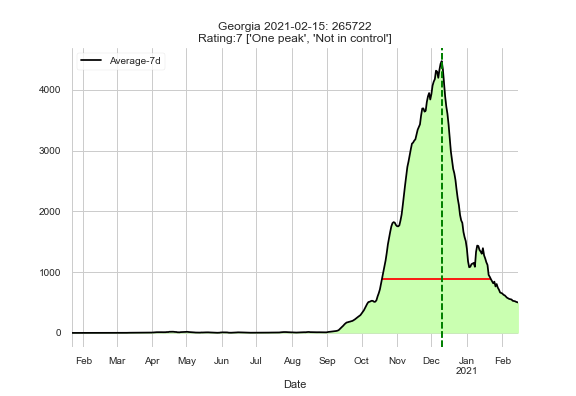 Georgia 2021-02-15: 265722
Rating:7 ['One peak', 'Not in control']
Average-7d
4000
3000
2000
1000
0
Feb Mar Apr May Jun Jul Aug Sep Oct Nov Dec Jan Feb
2021
Date